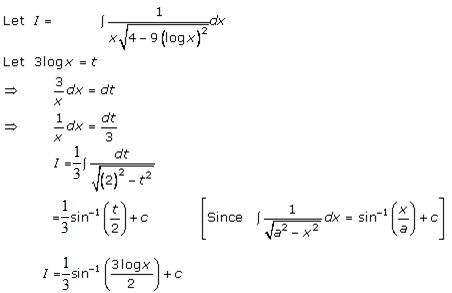 Let I = ∫ 1/(x√(4 − 9(log x)²)) dx
Let 3log x = t
⇒ 3/x dx = dt
⇒ 1/x dx = dt/3
I = 1/3 ∫ dt/√((2)² − t²)
= 1/3 sin⁻¹(t/2) + c [Since ∫ 1/√(a² − x²) dx = sin⁻¹(x/a) + c]
I = 1/3 sin⁻¹(3log x/2) + c